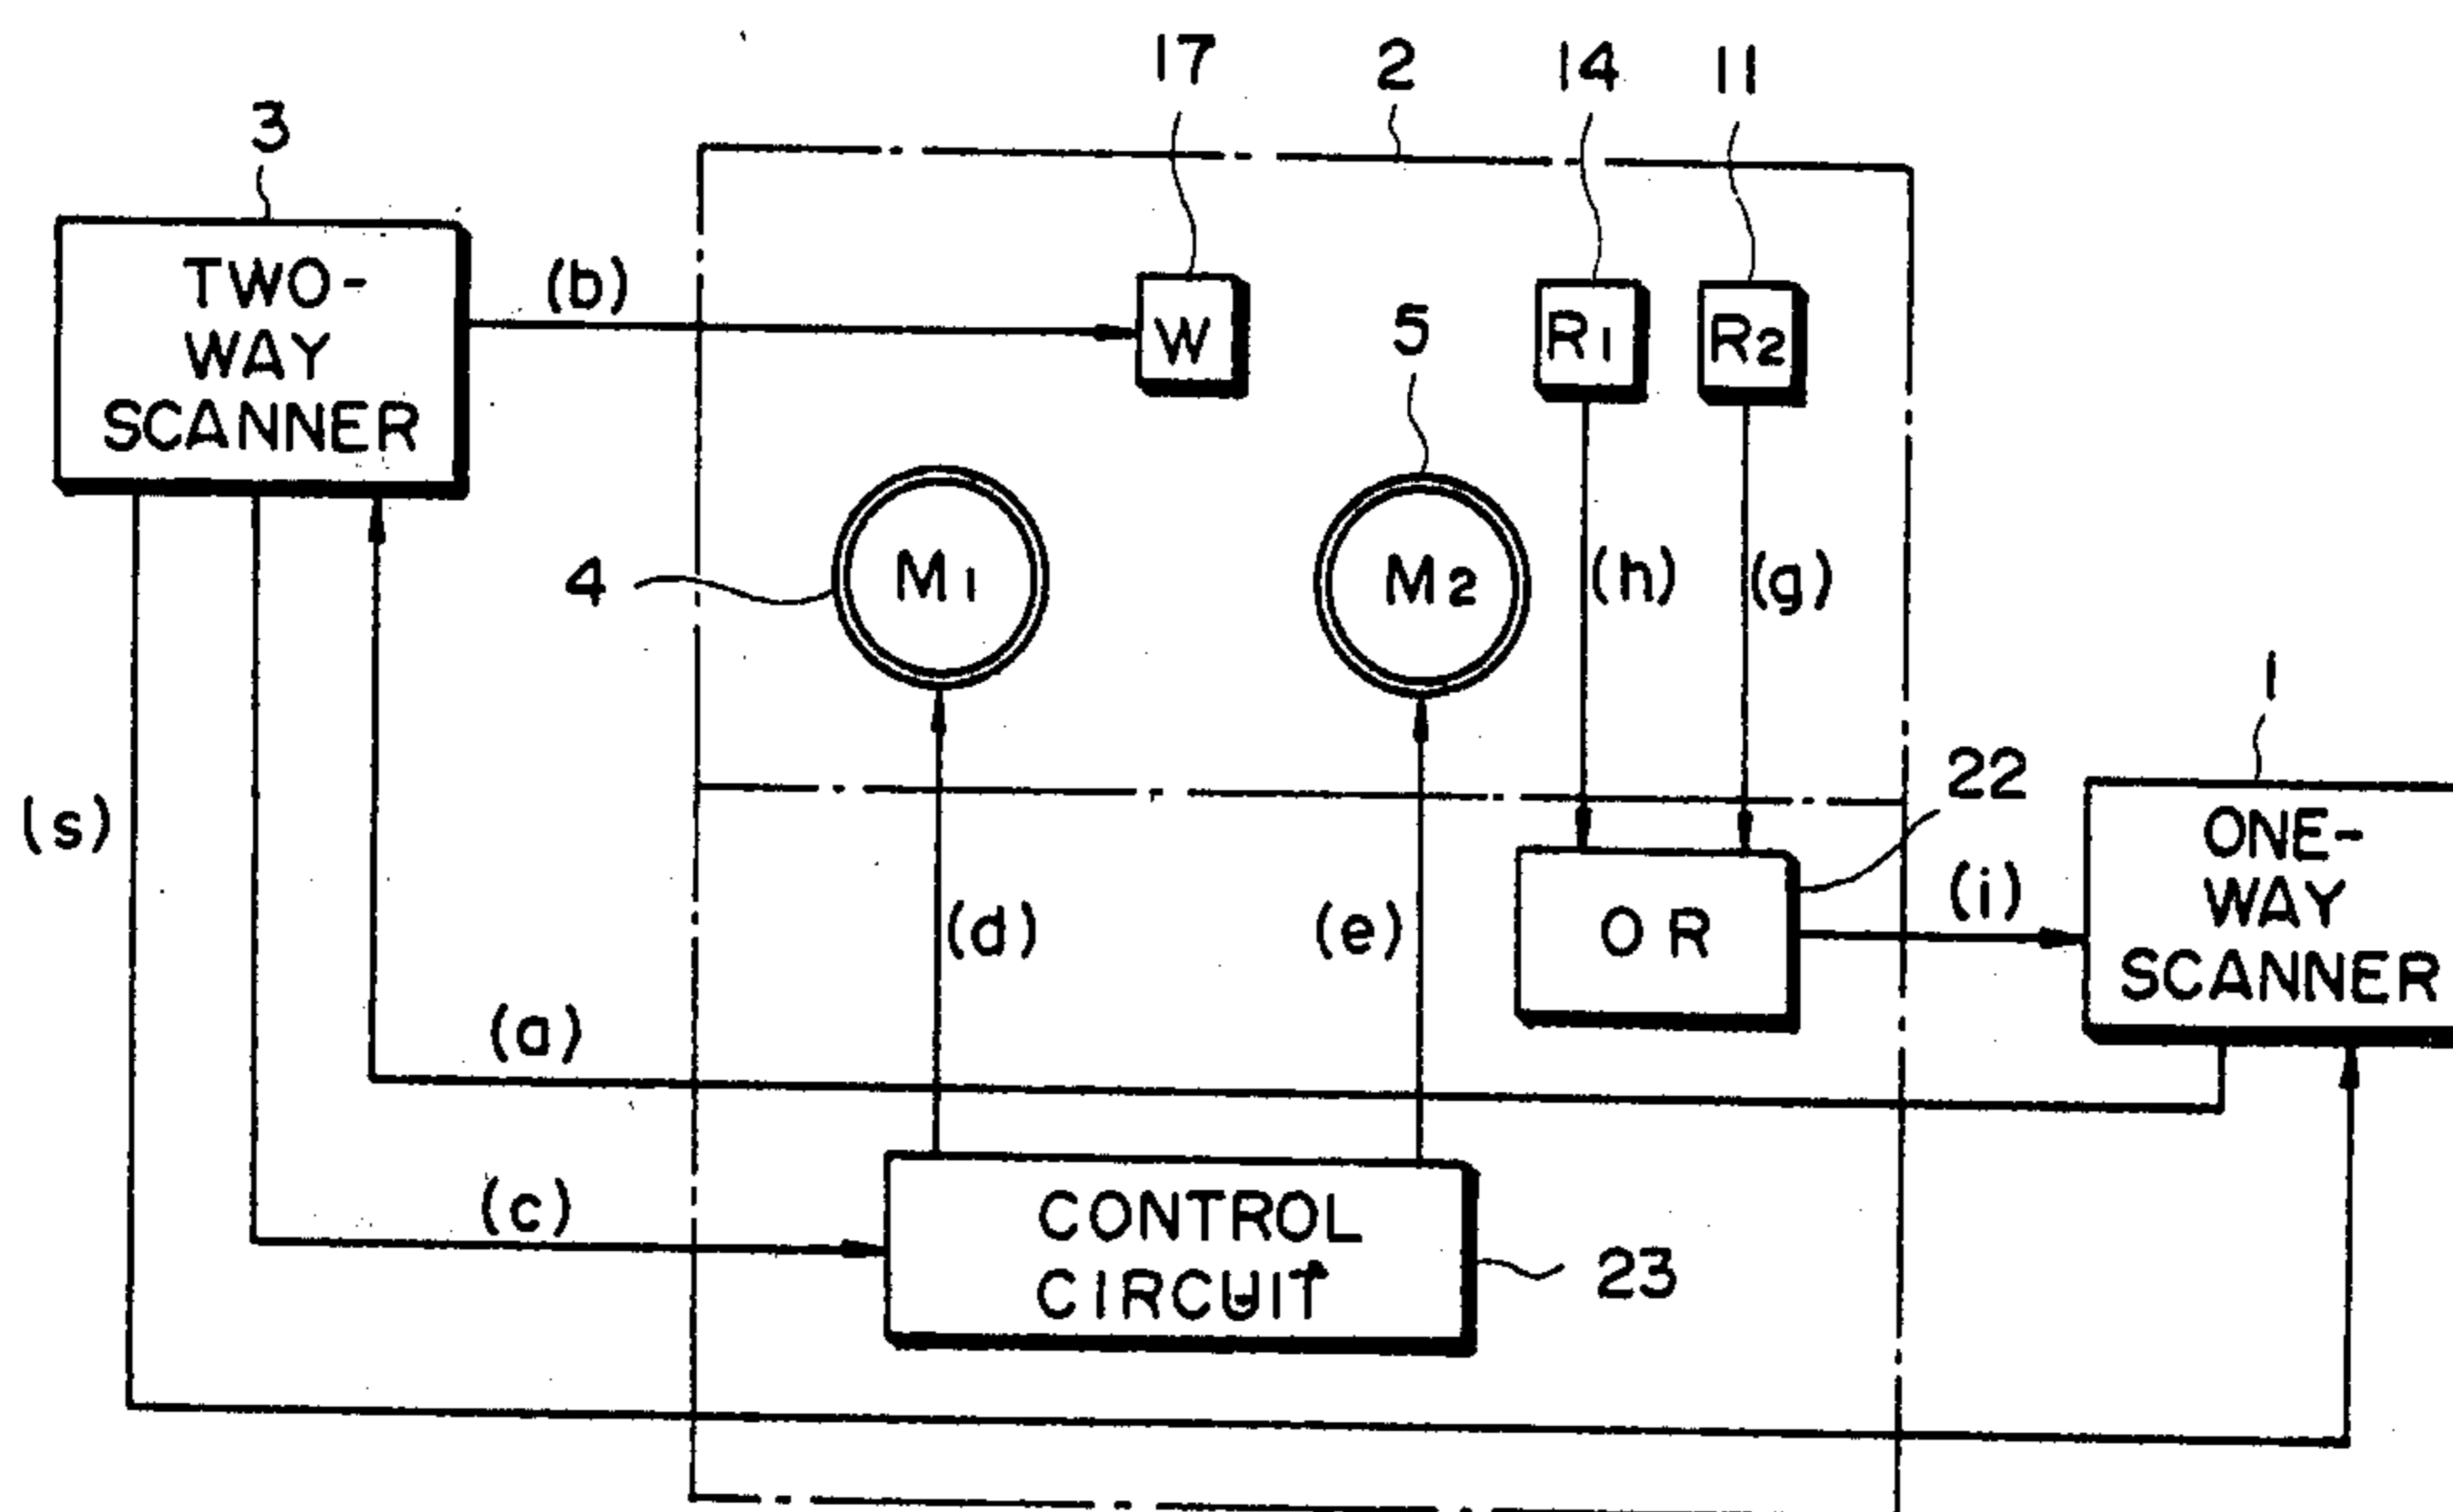 17
2
14
11
3
TWO-
WAY
SCANNER
(b)
W
5
R1
R2
4
M1
M2
(h)
(g)
1
22
(s)
ONE-
WAY
SCANNER
(d)
(e)
OR
(i)
(a)
(c)
CONTROL
CIRCUIT
23